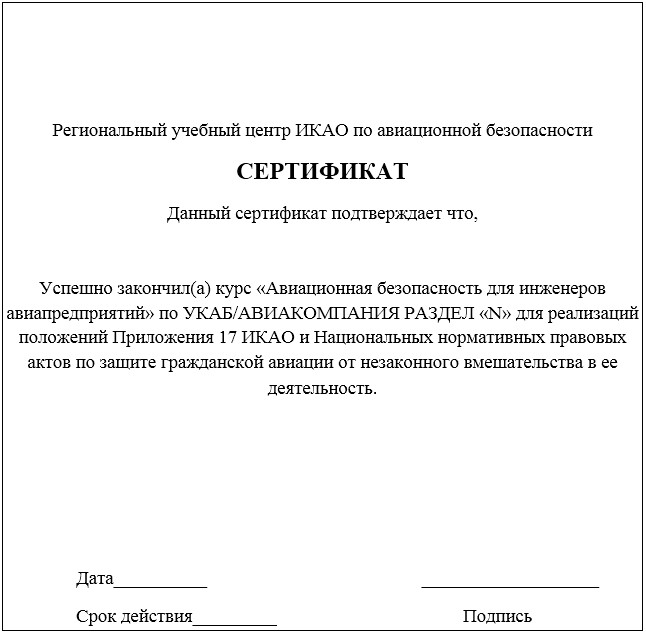 Региональный учебный центр ИКАО по авиационной безопасности
СЕРТИФИКАТ
Данный сертификат подтверждает что,
Успешно закончил(а) курс «Авиационная безопасность для инженеров
авиапредприятий» по УКАБ/АВИАКОМПАНИЯ РАЗДЕЛ «N» для реализаций
положений Приложения 17 ИКАО и Национальных нормативных правовых
актов по защите гражданской авиации от незаконного вмешательства в ее
деятельность.
Дата__________ ___________________
Срок действия_________ Подпись